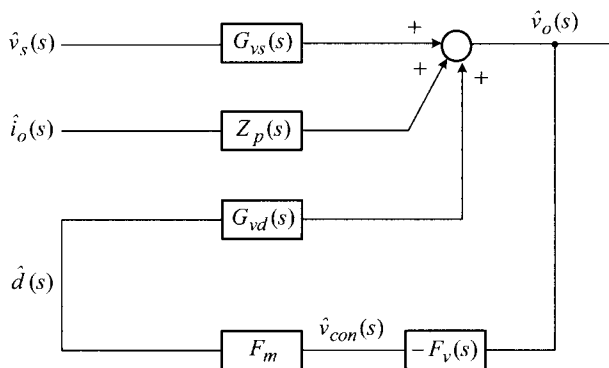 v̂_s(s) G_vs(s) + v̂_o(s)
+ +
î_o(s) Z_p(s)
G_vd(s)
d̂(s)
F_m v̂_con(s) −F_v(s)